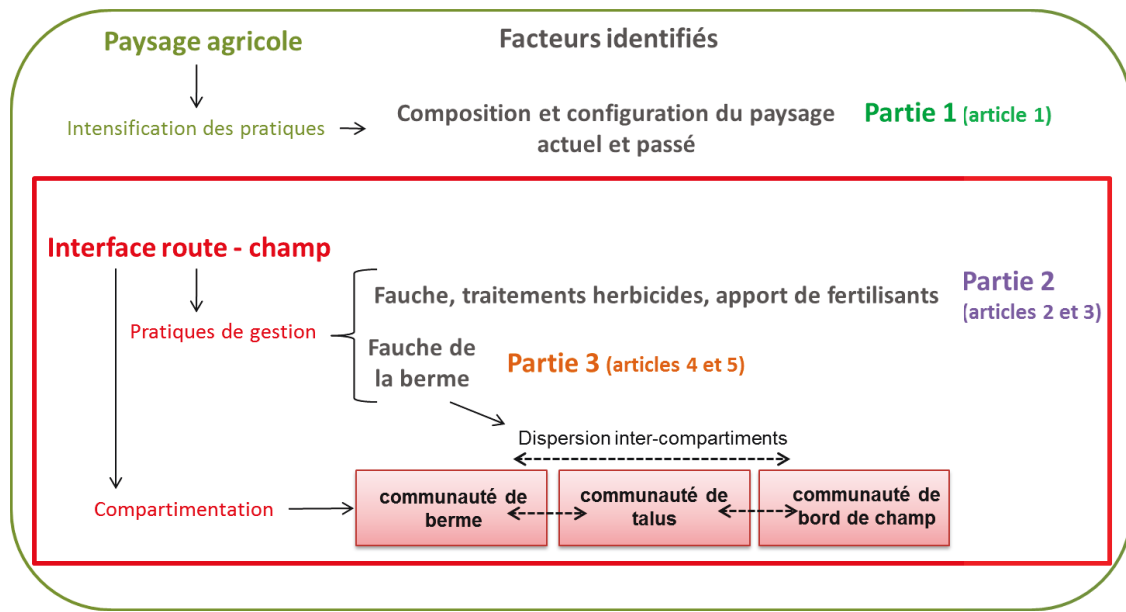 Paysage agricole
Facteurs identifiés
Intensification des pratiques
Composition et configuration du paysage
actuel et passé
Partie 1 (article 1)
Interface route - champ
Pratiques de gestion
Fauche, traitements herbicides, apport de fertilisants
Partie 2
(articles 2 et 3)
Fauche de
la berme
Partie 3 (articles 4 et 5)
Dispersion inter-compartiments
Compartimentation
communauté de
berme
communauté de
talus
communauté de
bord de champ